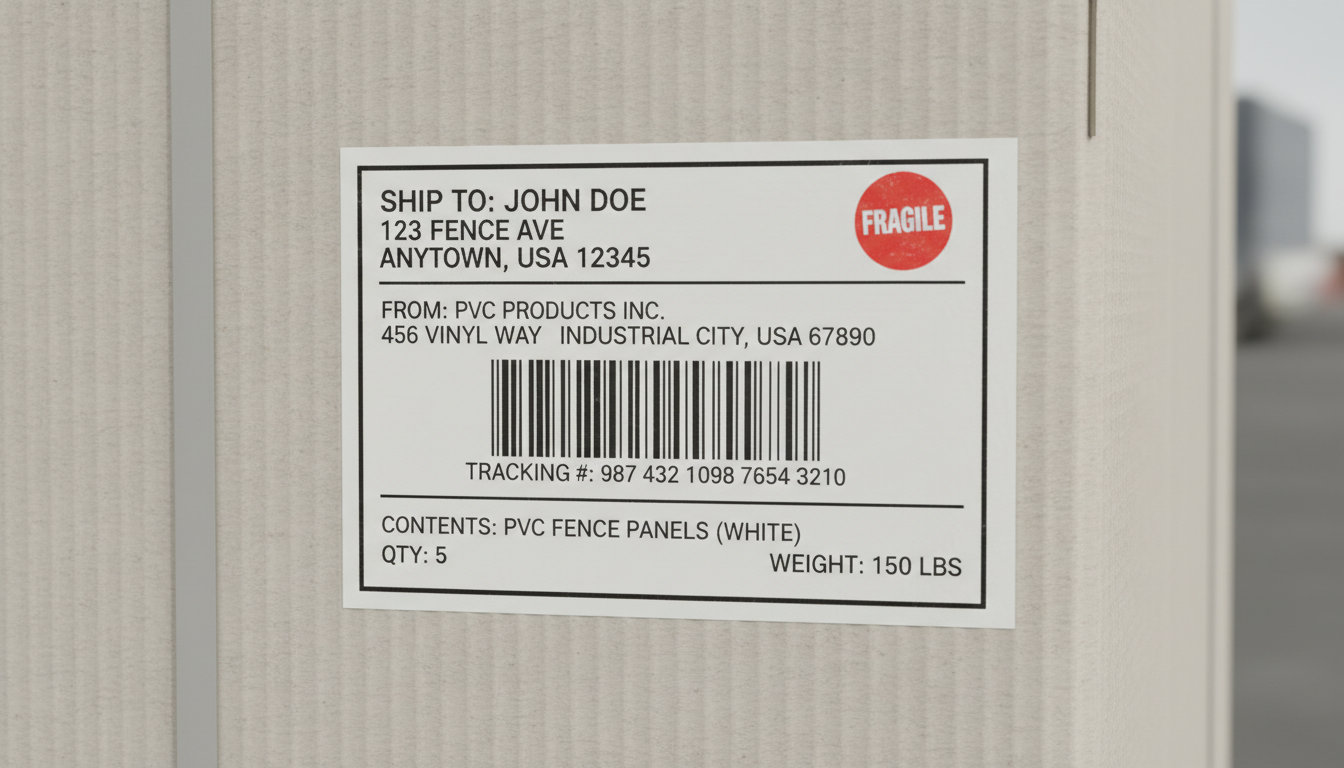 SHIP TO: JOHN DOE
123 FENCE AVE
ANYTOWN, USA 12345
FRAGILE
FROM: PVC PRODUCTS INC.
456 VINYL WAY INDUSTRIAL CITY, USA 67890
TRACKING #: 987 432 1098 7654 3210
CONTENTS: PVC FENCE PANELS (WHITE)
QTY: 5
WEIGHT: 150 LBS